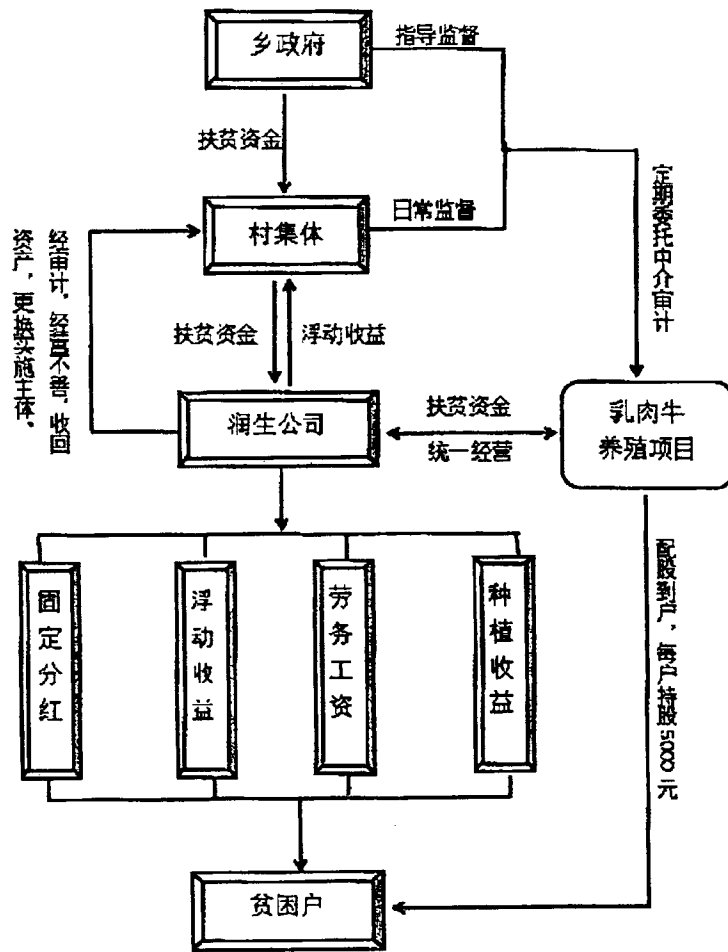 乡政府
指导监督
扶贫资金
村集体
日常监督
定期委托中介审计
经审计，经营不善，收回
资产，更换实施主体。
扶贫资金
浮动收益
润生公司
扶贫资金
统一经营
乳肉牛
养殖项目
固定分红
浮动收益
劳务工资
种植收益
配股到户，每户持股5000元
贫困户